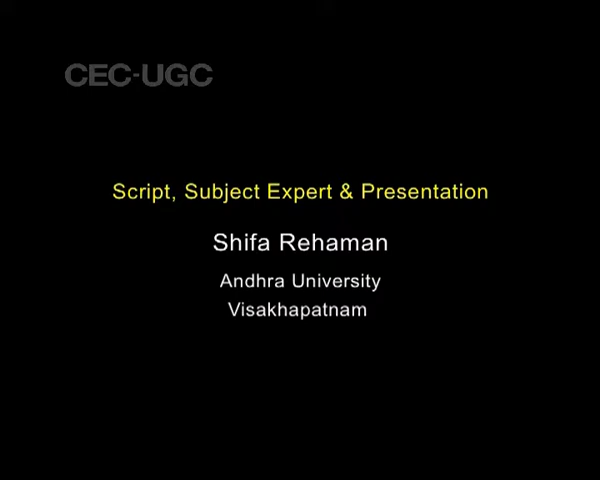 CEC-UGC
Script, Subject Expert & Presentation
Shifa Rehaman
Andhra University
Visakhapatnam